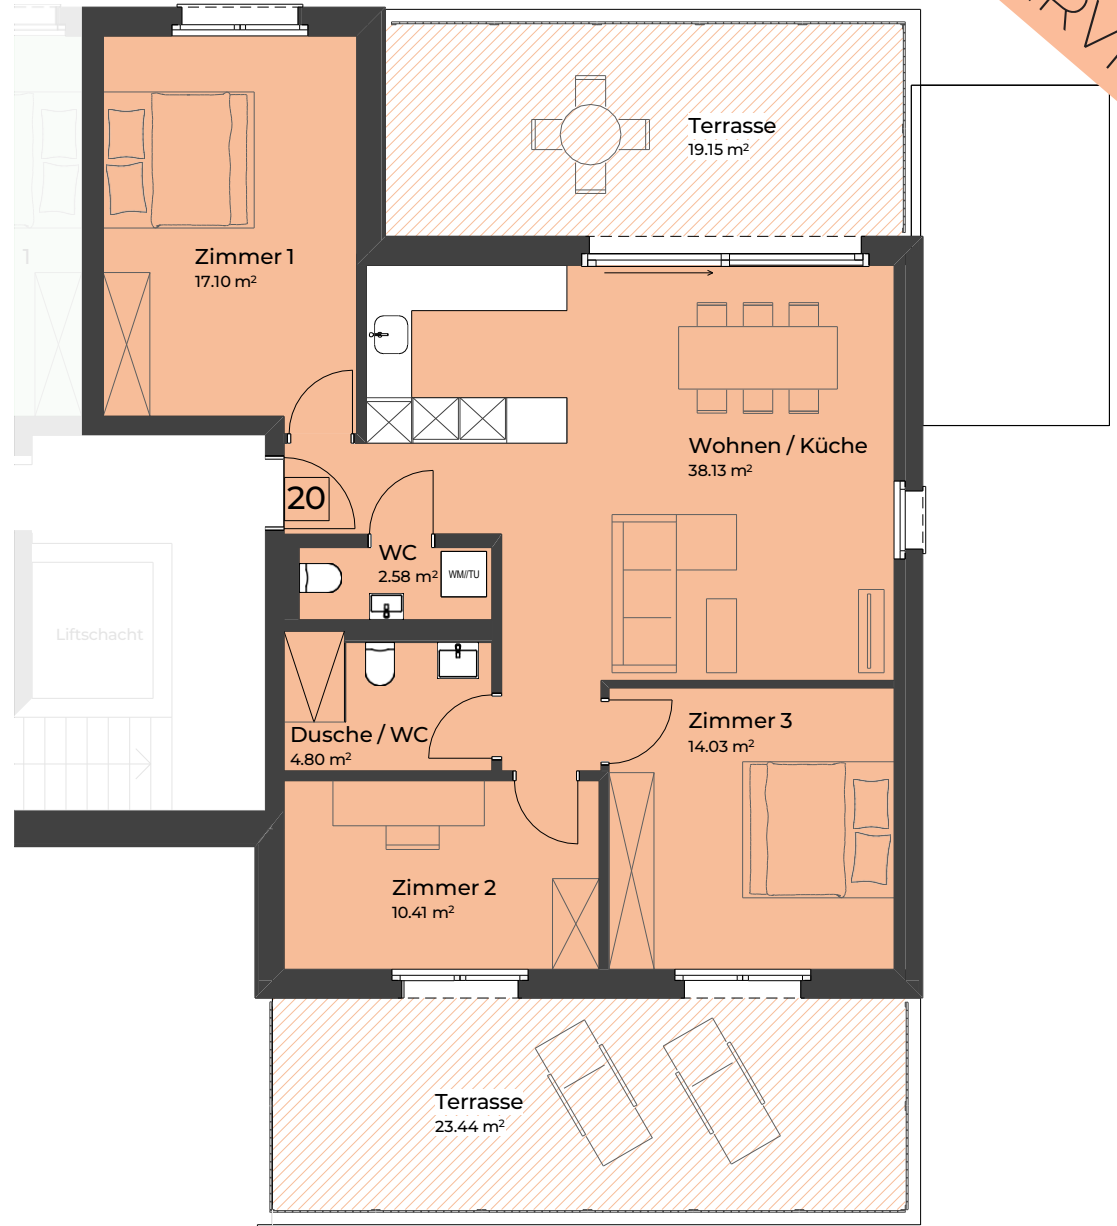 Terrasse
19.15 m²
Zimmer 1
17.10 m²
1
Wohnen / Küche
38.13 m²
20
WC
2.58 m²
WM//TU
Liftschacht
Dusche / WC
4.80 m²
Zimmer 3
14.03 m²
Zimmer 2
10.41 m²
Terrasse
23.44 m²